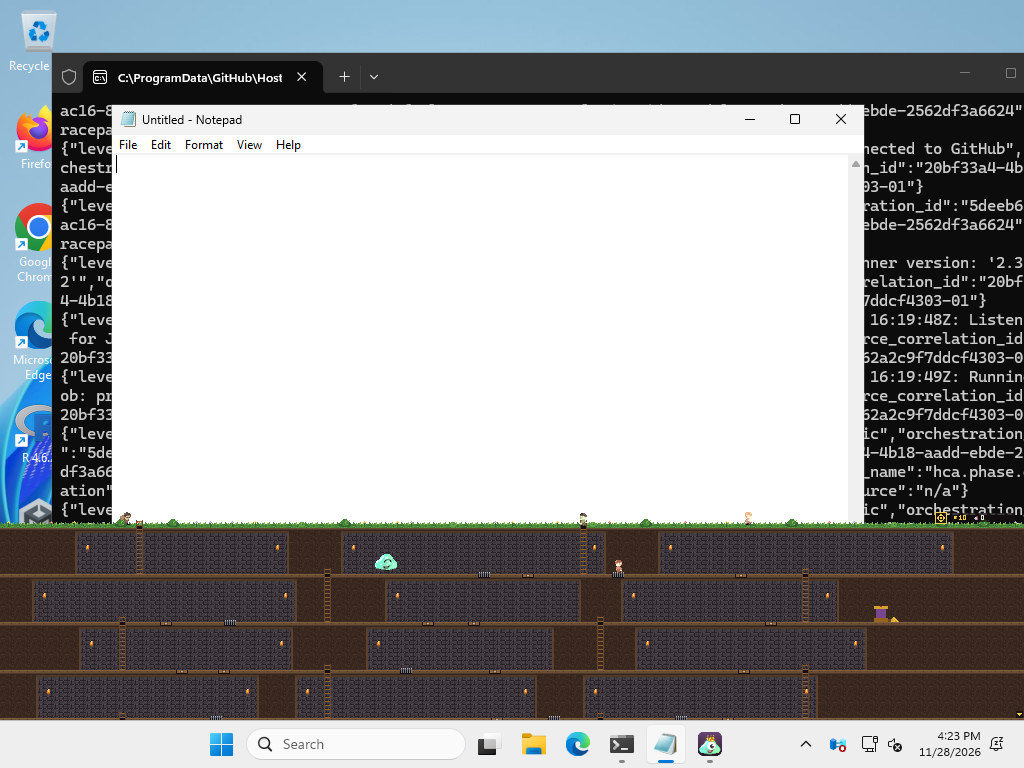 Recycle
Firefo
Googl
Chrom
Micros
Edge
R 4.6.
C:\ProgramData\GitHub\Host
ac16-8
racepa
{"leve
chestr
aadd-e
{"leve
ac16-8
racepa
{"leve
2'","o
4-4b18
{"leve
for J
20bf33
{"leve
ob: pr
20bf33
{"leve
":"5dee
df3a66
ation"
{"leve
Untitled - Notepad
File Edit Format View Help
ebde-2562df3a6624"
nected to GitHub",
n_id":"20bf33a4-4b
03-01"}
ration_id":"5deeb6
ebde-2562df3a6624"
nner version: '2.3
relation_id":"20bf
7ddcf4303-01"}
16:19:48Z: Listen
rce_correlation_id
62a2c9f7ddcf4303-0
16:19:49Z: Runnin
rce_correlation_id
62a2c9f7ddcf4303-0
ic","orchestration
4-4b18-aadd-ebde-2
_name":"hca.phase.
urce":"n/a"}
ic","orchestration
Search
4:23 PM
11/28/2026